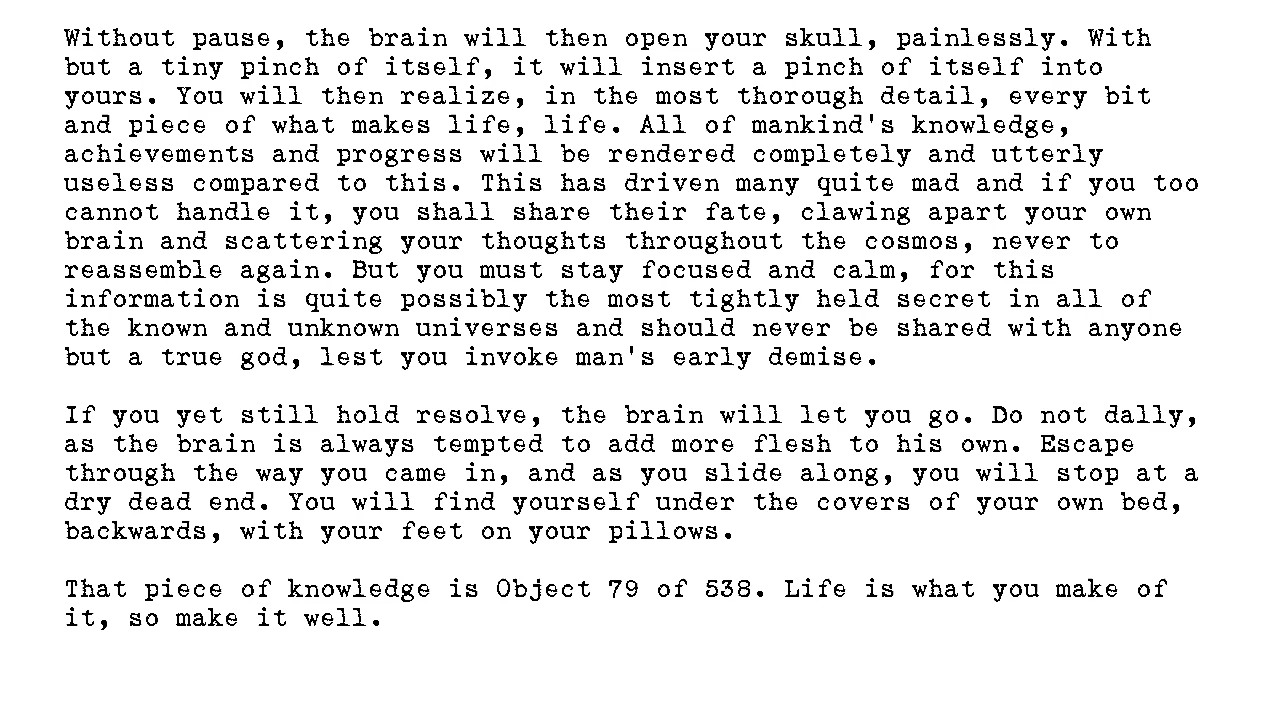 Without pause, the brain will then open your skull, painlessly. With
but a tiny pinch of itself, it will insert a pinch of itself into
yours. You will then realize, in the most thorough detail, every bit
and piece of what makes life, life. All of mankind's knowledge,
achievements and progress will be rendered completely and utterly
useless compared to this. This has driven many quite mad and if you too
cannot handle it, you shall share their fate, clawing apart your own
brain and scattering your thoughts throughout the cosmos, never to
reassemble again. But you must stay focused and calm, for this
information is quite possibly the most tightly held secret in all of
the known and unknown universes and should never be shared with anyone
but a true god, lest you invoke man's early demise.

If you yet still hold resolve, the brain will let you go. Do not dally,
as the brain is always tempted to add more flesh to his own. Escape
through the way you came in, and as you slide along, you will stop at a
dry dead end. You will find yourself under the covers of your own bed,
backwards, with your feet on your pillows.

That piece of knowledge is Object 79 of 538. Life is what you make of
it, so make it well.